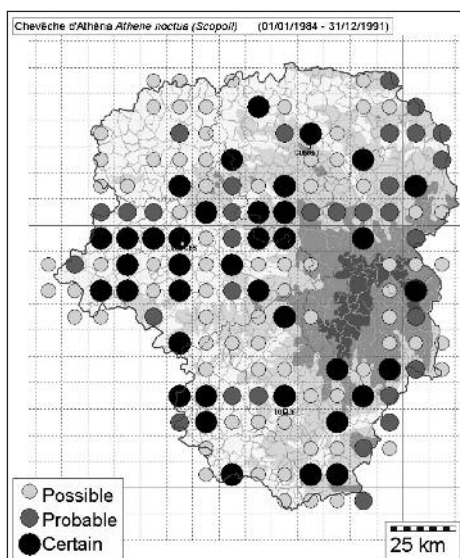 Chevêche d'Athéna Athene noctua (Scopoli) (01/01/1984 - 31/12/1991)
Possible
Probable
Certain
25 km